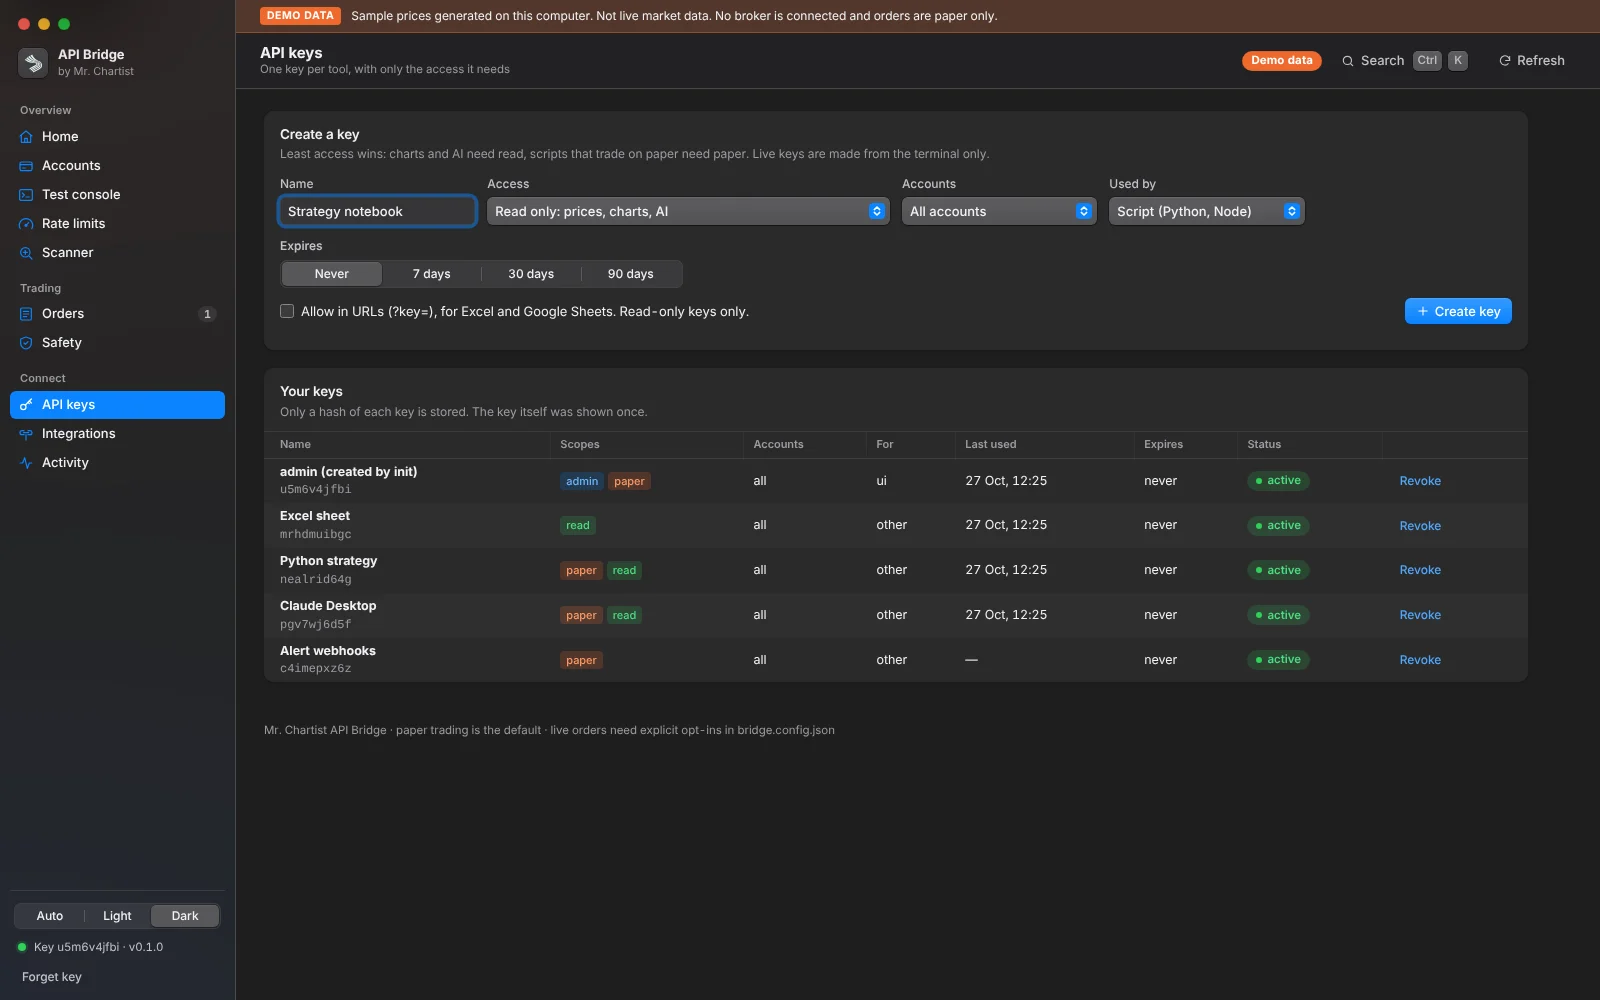 DEMO DATA Sample prices generated on this computer. Not live market data. No broker is connected and orders are paper only.
API Bridge
by Mr. Chartist
Overview
Home
Accounts
Test console
Rate limits
Scanner
Trading
Orders 1
Safety
Connect
API keys
Integrations
Activity
Auto Light Dark
Key u5m6v4jfbi · v0.1.0
Forget key
API keys
One key per tool, with only the access it needs
Demo data Search Ctrl K Refresh
Create a key
Least access wins: charts and AI need read, scripts that trade on paper need paper. Live keys are made from the terminal only.
Name Access Accounts Used by
Strategy notebook Read only: prices, charts, AI All accounts Script (Python, Node)
Expires
Never 7 days 30 days 90 days
Allow in URLs (?key=), for Excel and Google Sheets. Read-only keys only.
+ Create key
Your keys
Only a hash of each key is stored. The key itself was shown once.
Name Scopes Accounts For Last used Expires Status
admin (created by init)
u5m6v4jfbi
admin paper all ui 27 Oct, 12:25 never active Revoke
Excel sheet
mrhdmuibgc
read all other 27 Oct, 12:25 never active Revoke
Python strategy
nealrid64g
paper read all other 27 Oct, 12:25 never active Revoke
Claude Desktop
pgv7wj6d5f
paper read all other 27 Oct, 12:25 never active Revoke
Alert webhooks
c4imepxz6z
paper all other — never active Revoke
Mr. Chartist API Bridge · paper trading is the default · live orders need explicit opt-ins in bridge.config.json